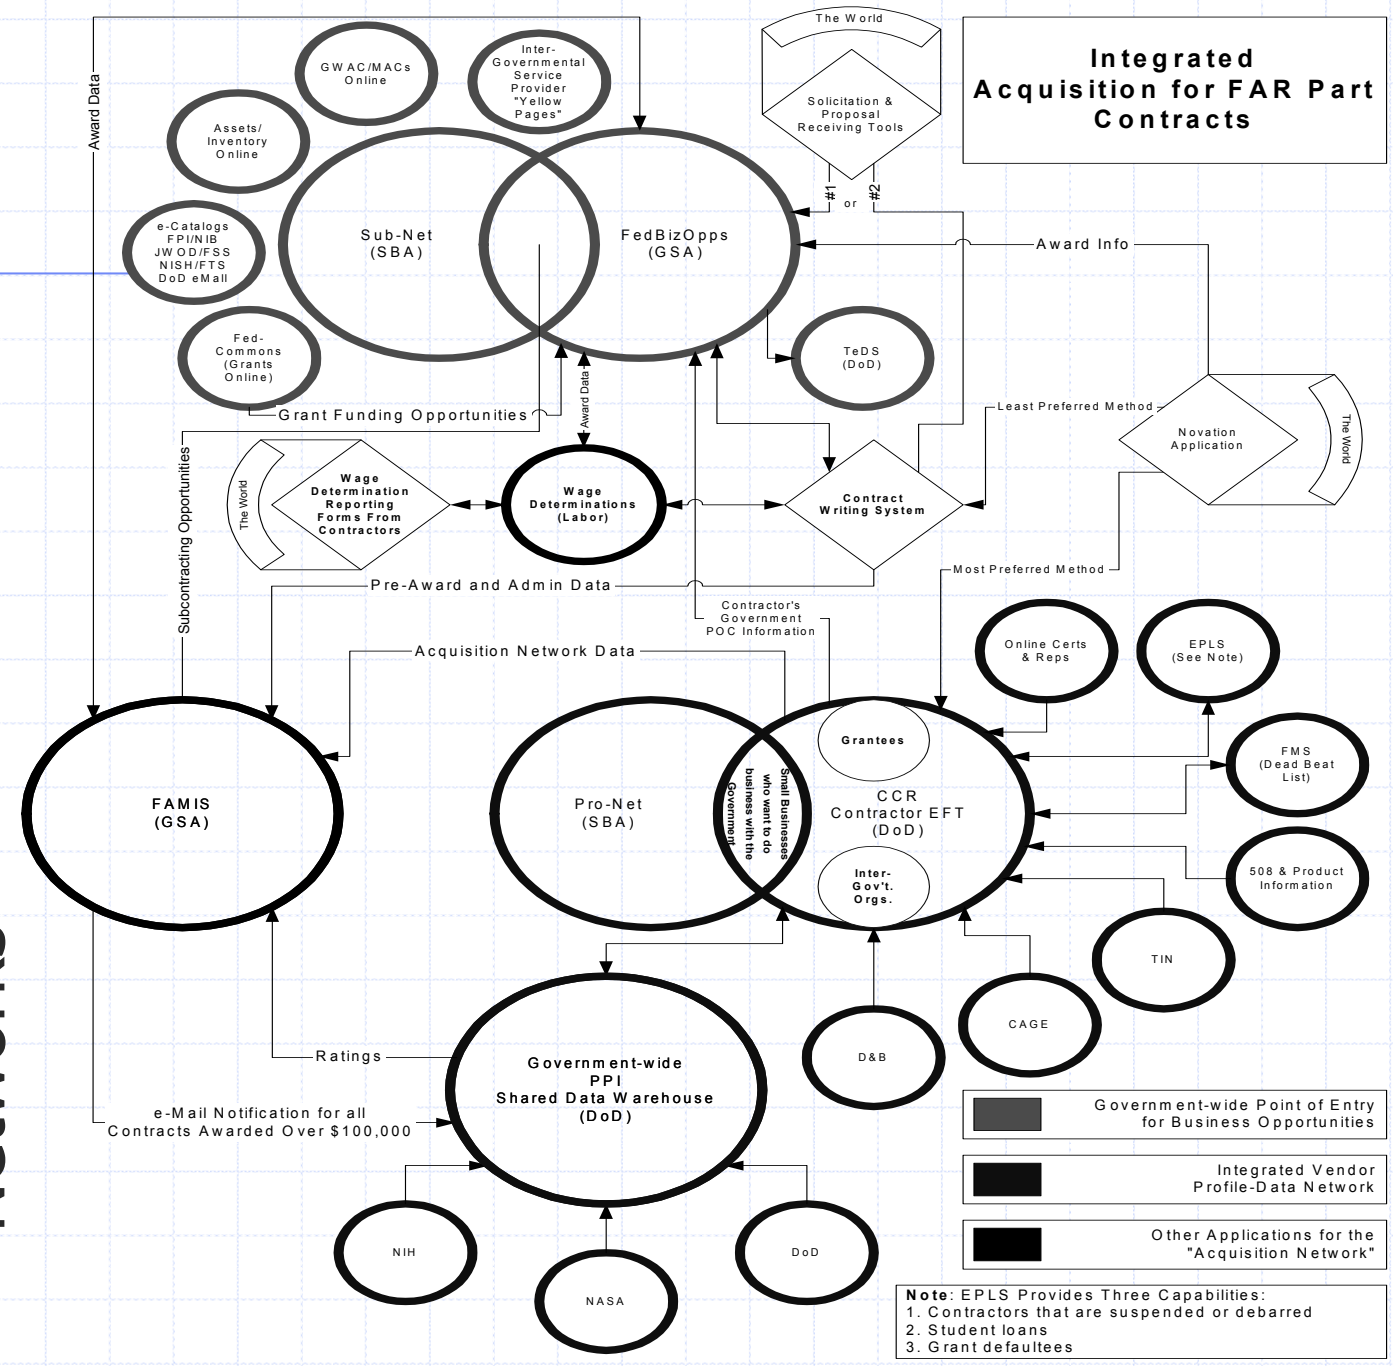 Integrated
Acquisition for FAR Part
Contracts
The World
Solicitation &
Proposal
Receiving Tools
#1
or
#2
GWAC/MACs
Online
Inter-
Governmental
Service
Provider
"Yellow
Pages"
Assets/
Inventory
Online
e-Catalogs
FPI/NIB
JWOD/FSS
NISH/FTS
DoD eMall
Fed-
Commons
(Grants
Online)
Award Data
Sub-Net
(SBA)
FedBizOpps
(GSA)
Award Info
TeDS
(DoD)
Grant Funding Opportunities
Award Data
Least Preferred Method
Novation
Application
The World
Subcontracting Opportunities
The World
Wage
Determination
Reporting
Forms From
Contractors
Wage
Determinations
(Labor)
Contract
Writing System
Pre-Award and Admin Data
Most Preferred Method
Contractor's
Government
POC Information
Acquisition Network Data
Online Certs
& Reps
EPLS
(See Note)
FMS
(Dead Beat
List)
508 & Product
Information
TIN
CAGE
D&B
FAMIS
(GSA)
Pro-Net
(SBA)
Small Businesses
who want to do
business with the
Government
Grantees
CCR
Contractor EFT
(DoD)
Inter-
Gov't.
Orgs.
Ratings
Government-wide
PPI
Shared Data Warehouse
(DoD)
e-Mail Notification for all
Contracts Awarded Over $100,000
NIH
NASA
DoD
Government-wide Point of Entry
for Business Opportunities
Integrated Vendor
Profile-Data Network
Other Applications for the
"Acquisition Network"
Note: EPLS Provides Three Capabilities:
1. Contractors that are suspended or debarred
2. Student loans
3. Grant defaultees